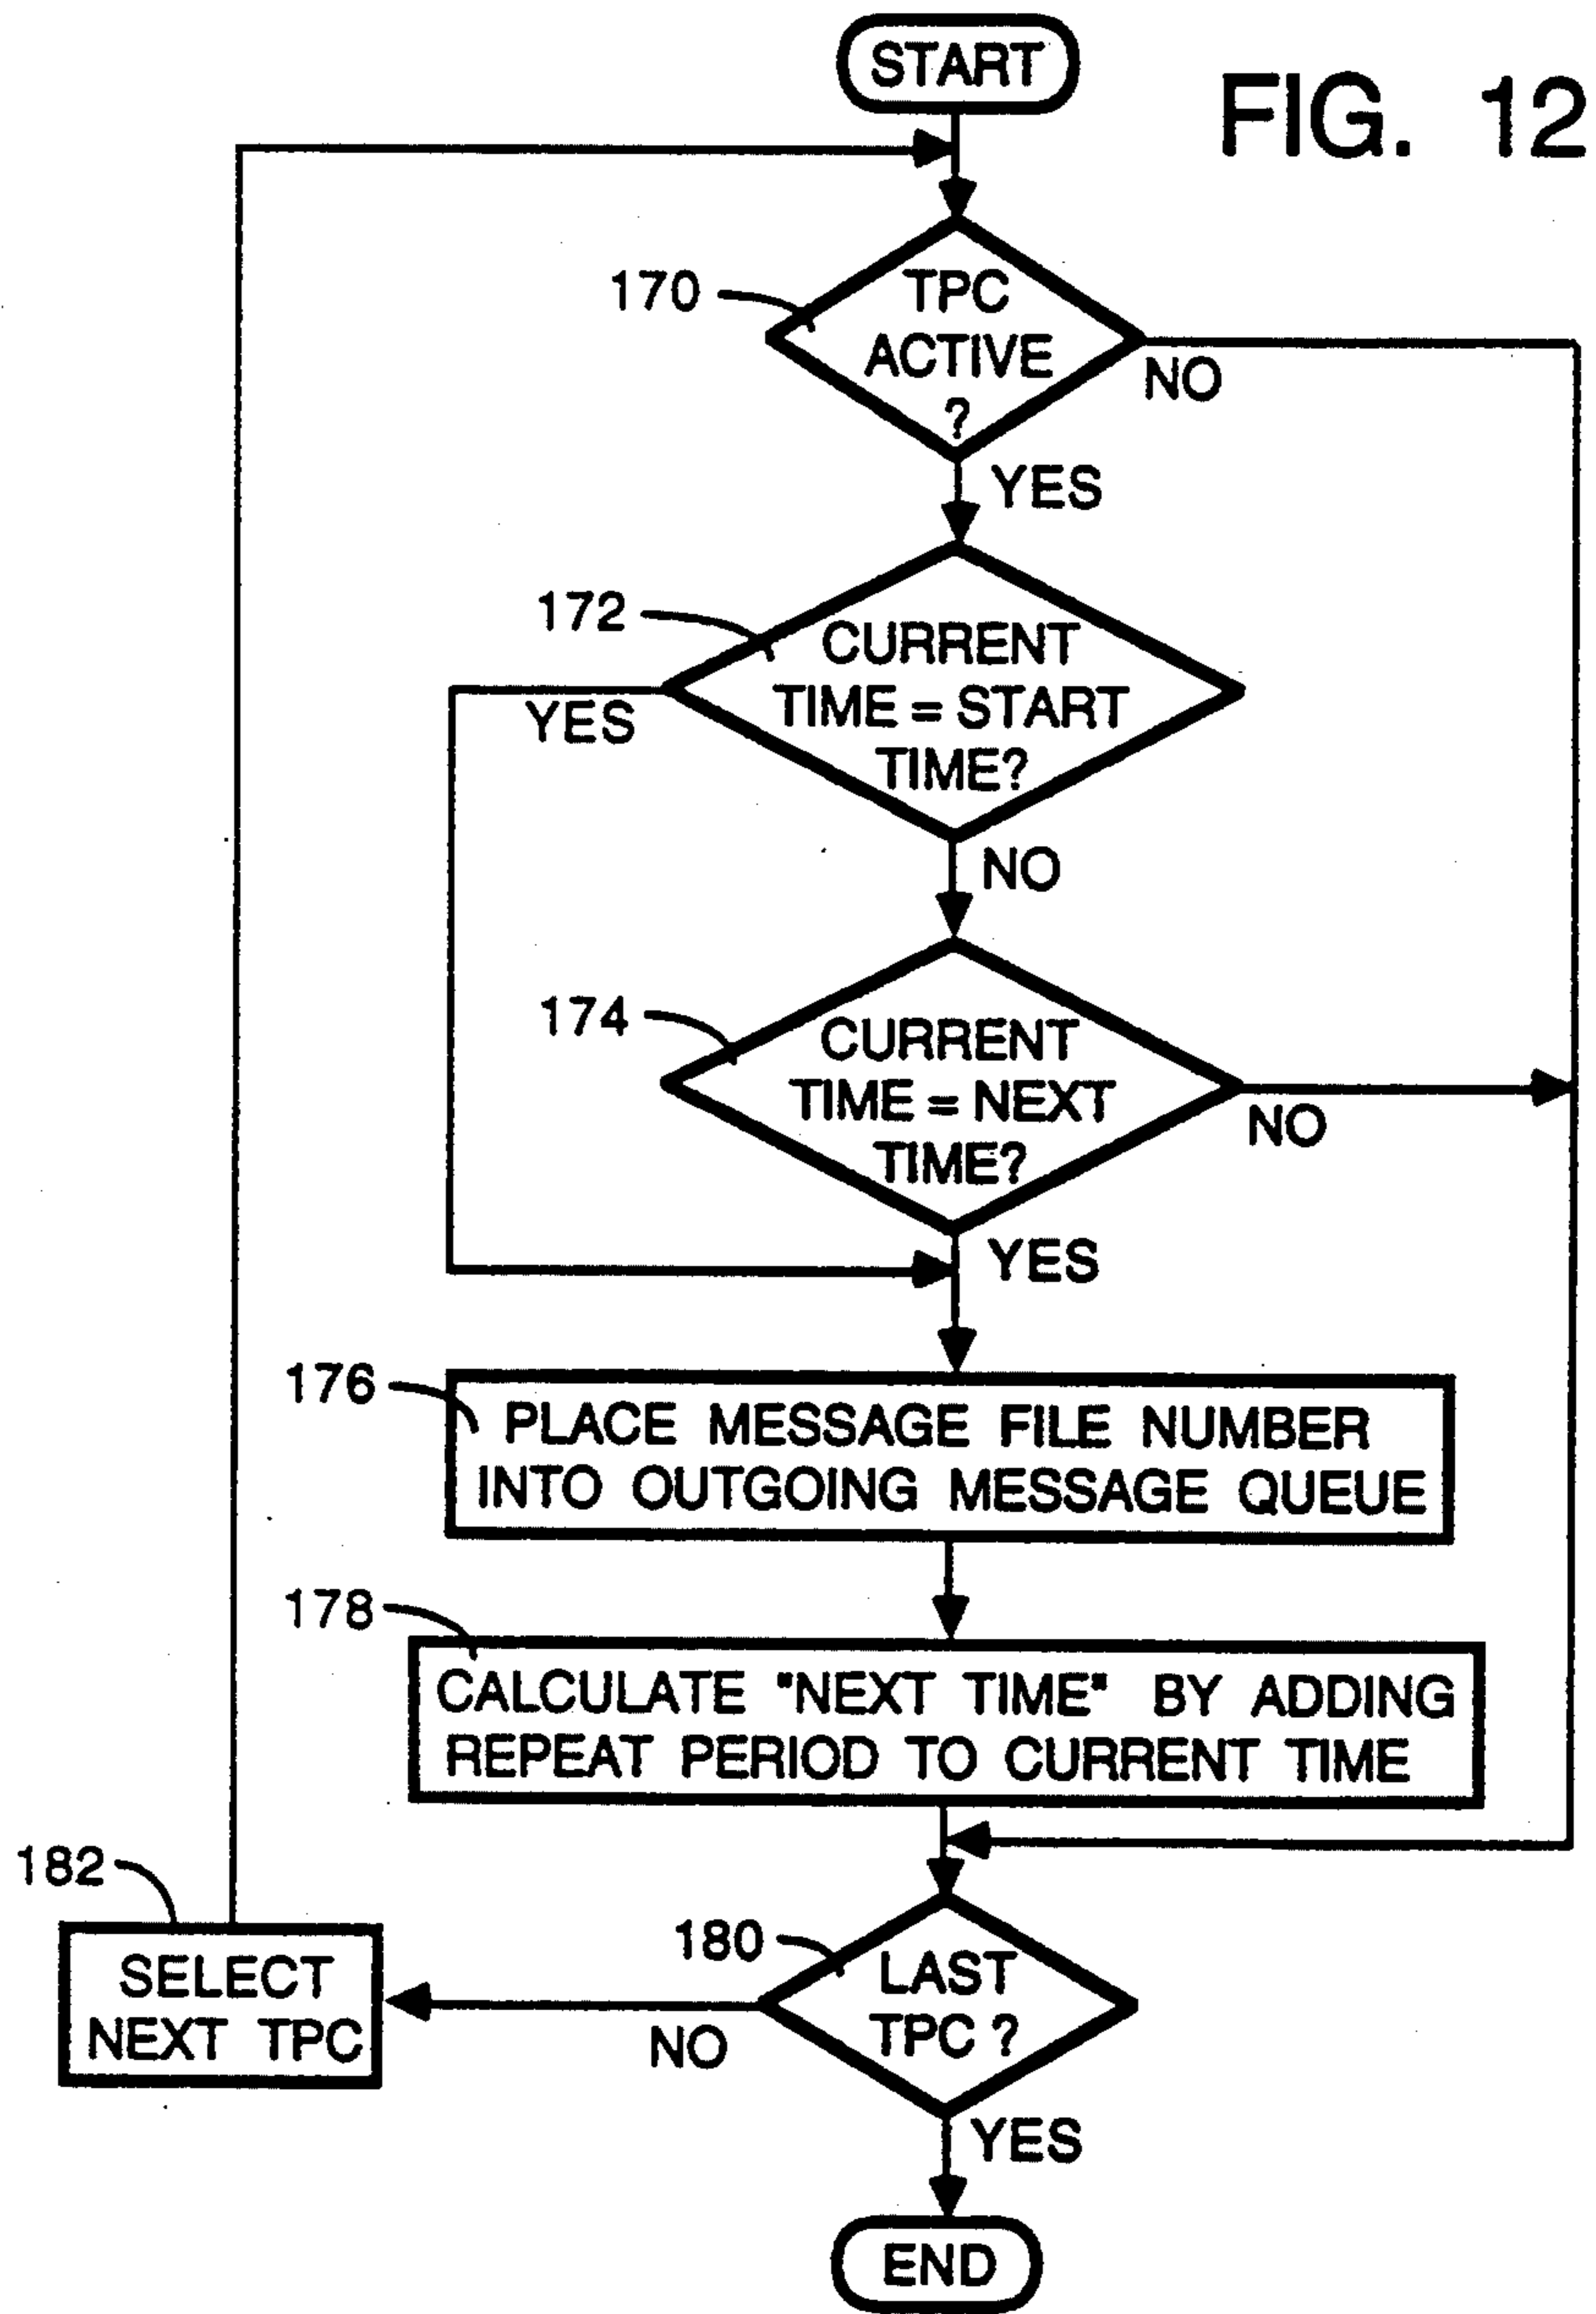 START
FIG. 12
170
TPC
ACTIVE
?
NO
YES
172
CURRENT
TIME = START
TIME?
YES
NO
174
CURRENT
TIME = NEXT
TIME?
NO
YES
176
PLACE MESSAGE FILE NUMBER
INTO OUTGOING MESSAGE QUEUE
178
CALCULATE "NEXT TIME" BY ADDING
REPEAT PERIOD TO CURRENT TIME
182
SELECT
NEXT TPC
180
LAST
TPC ?
NO
YES
END